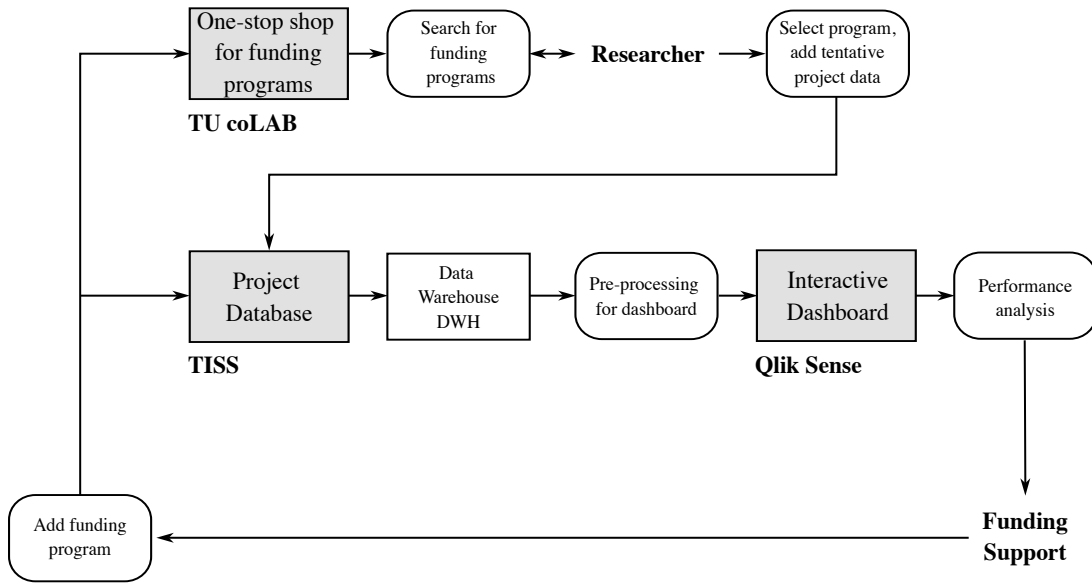 One-stop shop
for funding
programs
TU coLAB
Search for
funding
programs
Researcher
Select program,
add tentative
project data
Project
Database
TISS
Data
Warehouse
DWH
Pre-processing
for dashboard
Interactive
Dashboard
Qlik Sense
Performance
analysis
Add funding
program
Funding
Support